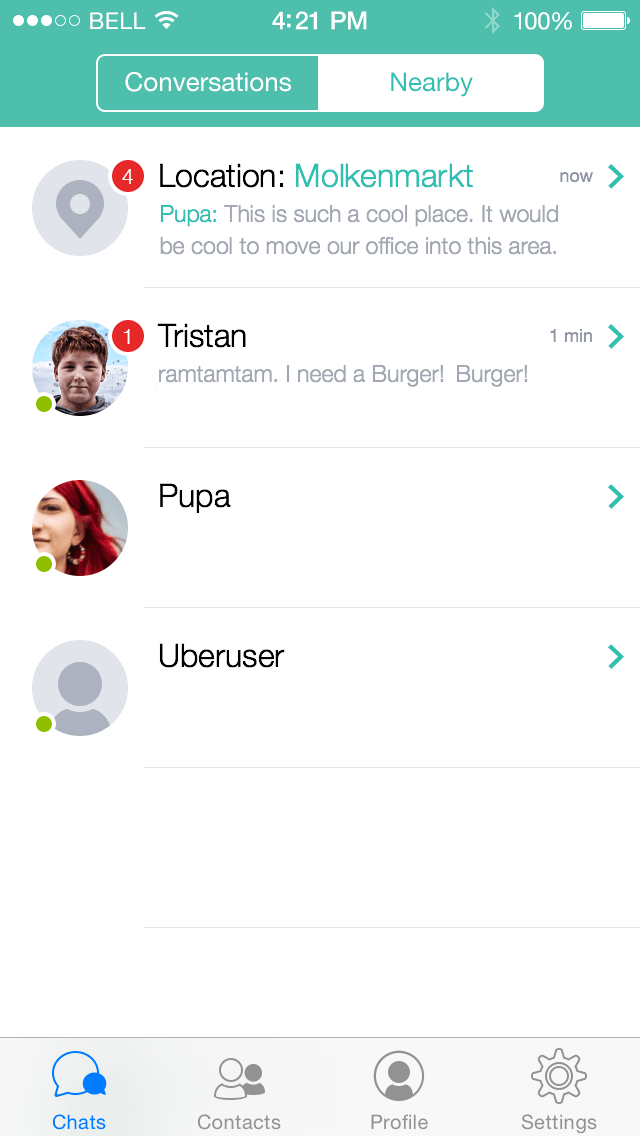 BELL 4:21 PM 100%
Conversations Nearby
4 Location: Molkenmarkt now
Pupa: This is such a cool place. It would
be cool to move our office into this area.
1 Tristan 1 min
ramtamtam. I need a Burger! Burger!
Pupa
Uberuser
Chats Contacts Profile Settings